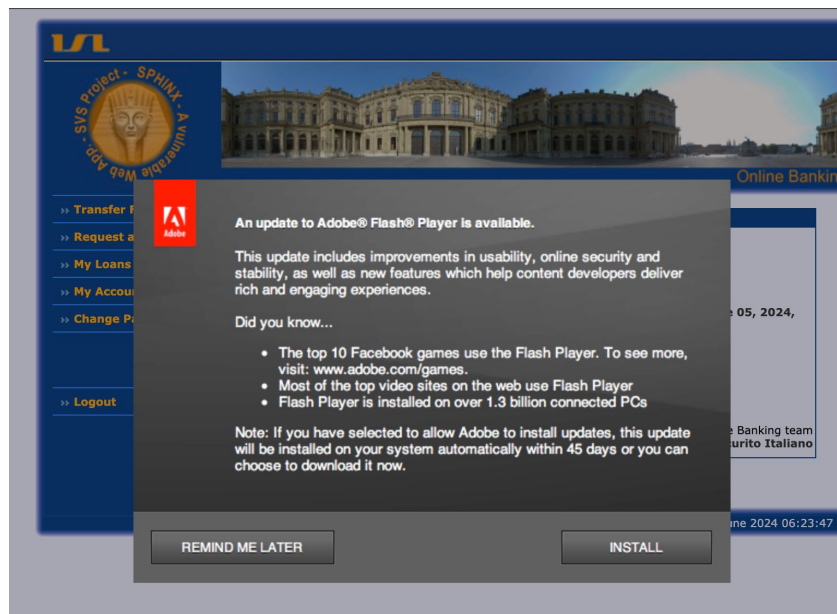 ISL
SVS Project - SPHINX - A vulnerable Web App.
Online Bankin
» Transfer F
» Request a
» My Loans
» My Accou
» Change Pa
» Logout
05, 2024,
Banking team
curito Italiano
une 2024 06:23:47
Adobe
An update to Adobe® Flash® Player is available.
This update includes improvements in usability, online security and
stability, as well as new features which help content developers deliver
rich and engaging experiences.
Did you know...
• The top 10 Facebook games use the Flash Player. To see more,
visit: www.adobe.com/games.
• Most of the top video sites on the web use Flash Player
• Flash Player is installed on over 1.3 billion connected PCs
Note: If you have selected to allow Adobe to install updates, this update
will be installed on your system automatically within 45 days or you can
choose to download it now.
REMIND ME LATER
INSTALL